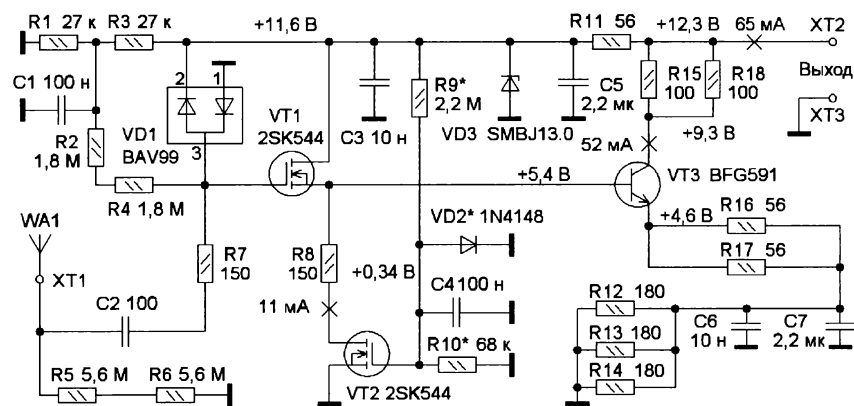 R1 27 к R3 27 к
+11,6 В
R11 56
+12,3 В
65 мА
XT2
C1 100 н
2 1
VD1
BAV99
3
R2
1,8 М
R4 1,8 М
VT1
2SK544
C3 10 н
R9*
2,2 М
VD3 SMBJ13.0
C5
2,2 мк
R15
100
R18
100
Выход
XT3
+9,3 В
52 мА
+5,4 В
VT3 BFG591
WA1
XT1
R7
150
R8
150
+0,34 В
VD2* 1N4148
+4,6 В
R16 56
R17 56
C2 100
11 мА
C4 100 н
R12 180
R13 180
R14 180
C6
10 н
C7
2,2 мк
R5 5,6 М R6 5,6 М
R10* 68 к
VT2 2SK544